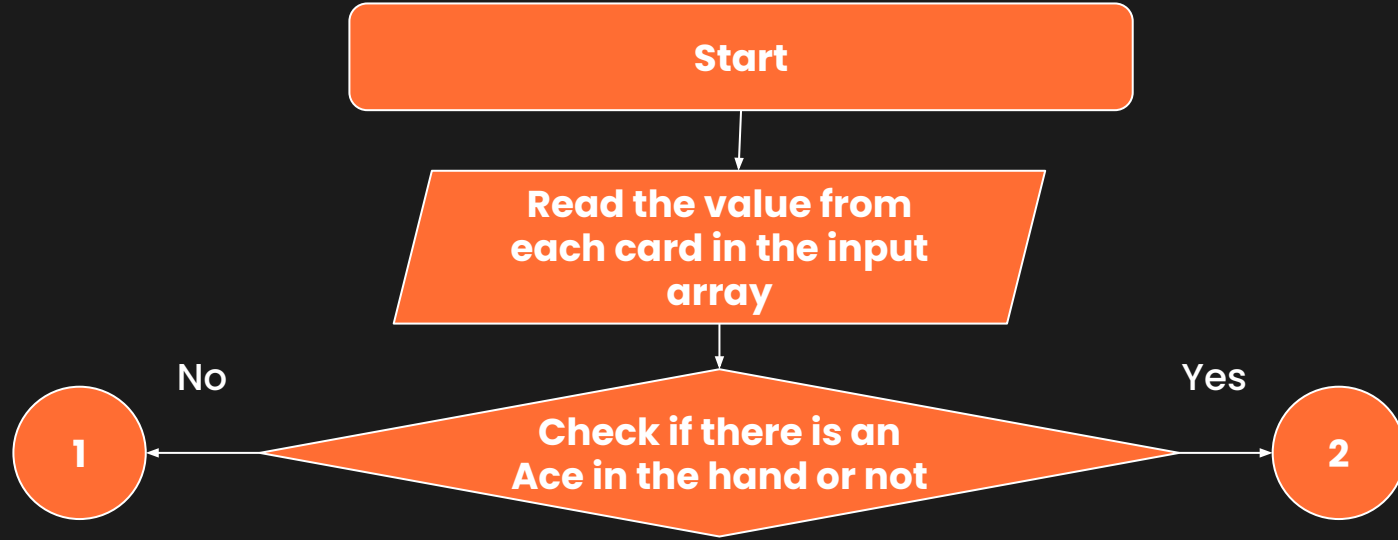 Start
Read the value from
each card in the input
array
No
Yes
1
Check if there is an
Ace in the hand or not
2